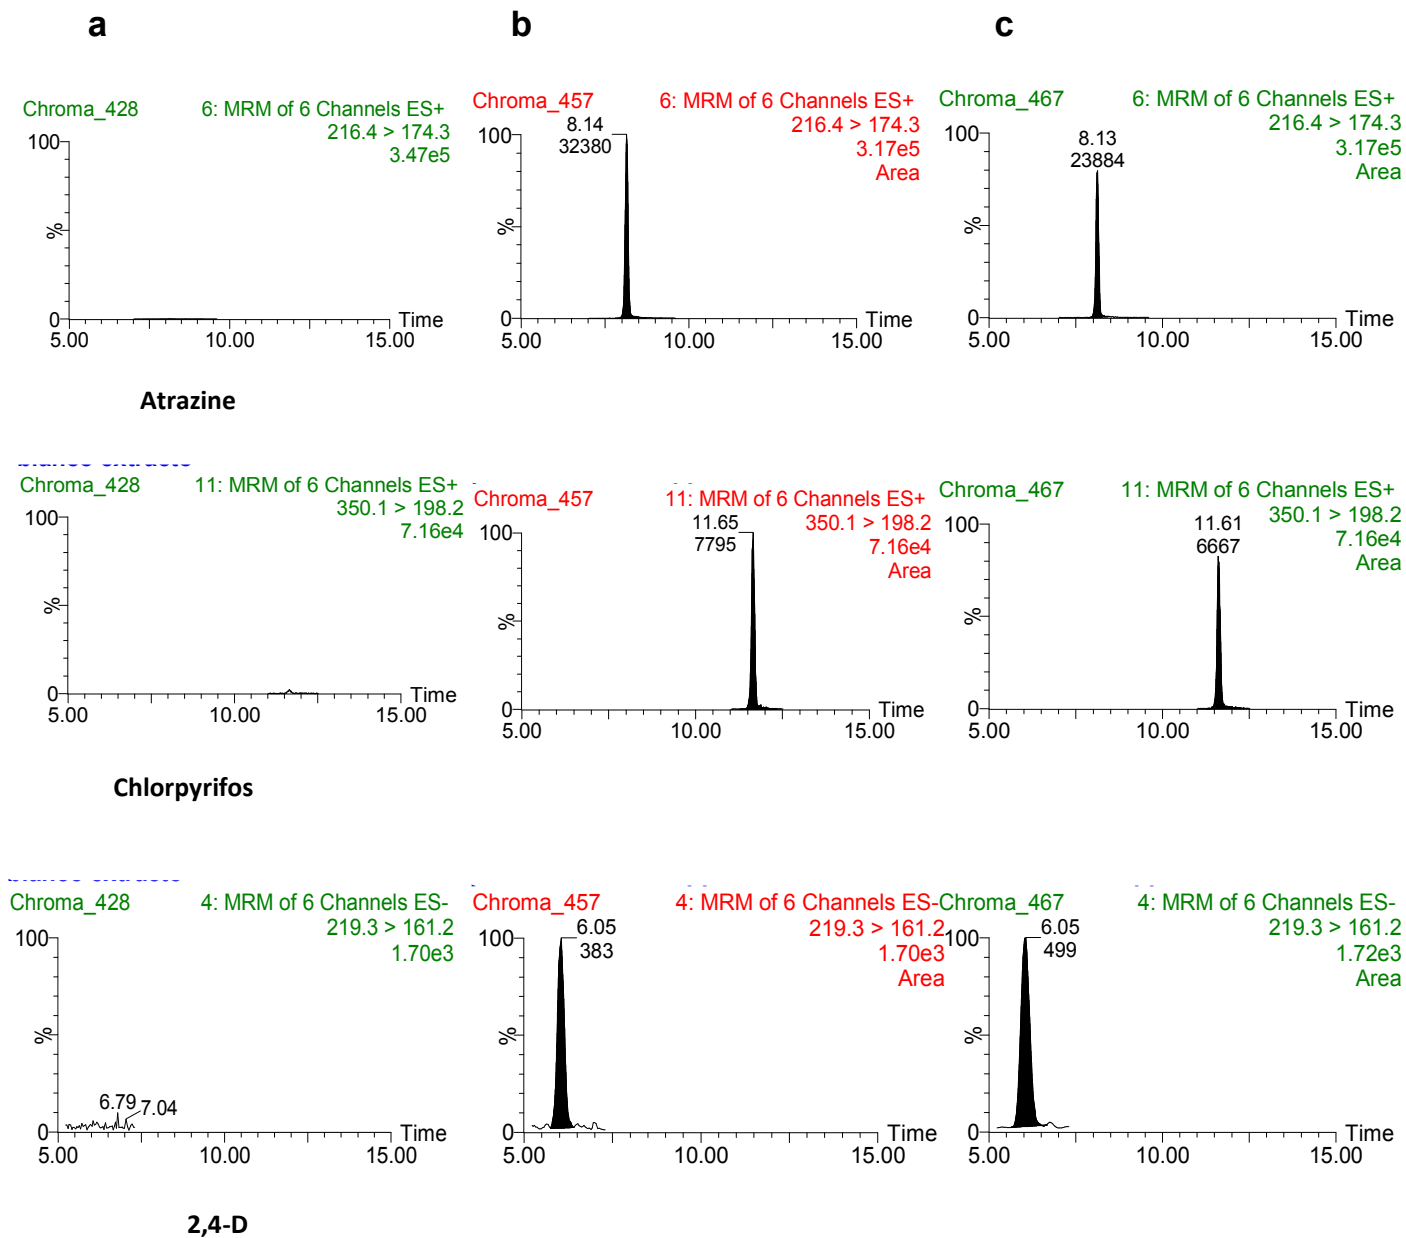 a
b
c
Chroma_428
6: MRM of 6 Channels ES+
216.4 > 174.3
3.47e5
100
%
0
5.00
10.00
15.00
Time
Chroma_457
6: MRM of 6 Channels ES+
216.4 > 174.3
3.17e5
Area
8.14
32380
100
%
0
5.00
10.00
15.00
Time
Chroma_467
6: MRM of 6 Channels ES+
216.4 > 174.3
3.17e5
Area
8.13
23884
100
%
0
5.00
10.00
15.00
Time
Atrazine
Chroma_428
11: MRM of 6 Channels ES+
350.1 > 198.2
7.16e4
100
%
0
5.00
10.00
15.00
Time
Chroma_457
11: MRM of 6 Channels ES+
350.1 > 198.2
7.16e4
Area
11.65
7795
100
%
0
5.00
10.00
15.00
Time
Chroma_467
11: MRM of 6 Channels ES+
350.1 > 198.2
7.16e4
Area
11.61
6667
100
%
0
5.00
10.00
15.00
Time
Chlorpyrifos
Chroma_428
4: MRM of 6 Channels ES-
219.3 > 161.2
1.70e3
100
%
0
6.79
7.04
5.00
10.00
15.00
Time
Chroma_457
4: MRM of 6 Channels ES-
219.3 > 161.2
1.70e3
Area
6.05
383
100
%
0
5.00
10.00
15.00
Time
Chroma_467
4: MRM of 6 Channels ES-
219.3 > 161.2
1.72e3
Area
6.05
499
100
%
0
5.00
10.00
15.00
Time
2,4-D